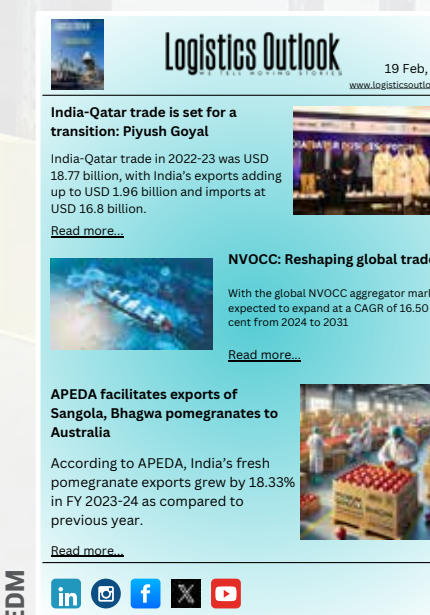 Logistics Outlook
WE TELL MOVING STORIES
19 Feb,
www.logisticsoutlo
India-Qatar trade is set for a
transition: Piyush Goyal
India-Qatar trade in 2022-23 was USD
18.77 billion, with India's exports adding
up to USD 1.96 billion and imports at
USD 16.8 billion.
Read more...
NVOCC: Reshaping global trade
With the global NVOCC aggregator mark
expected to expand at a CAGR of 16.50
cent from 2024 to 2031
Read more...
APEDA facilitates exports of
Sangola, Bhagwa pomegranates to
Australia
According to APEDA, India's fresh
pomegranate exports grew by 18.33%
in FY 2023-24 as compared to
previous year.
Read more...
EDM